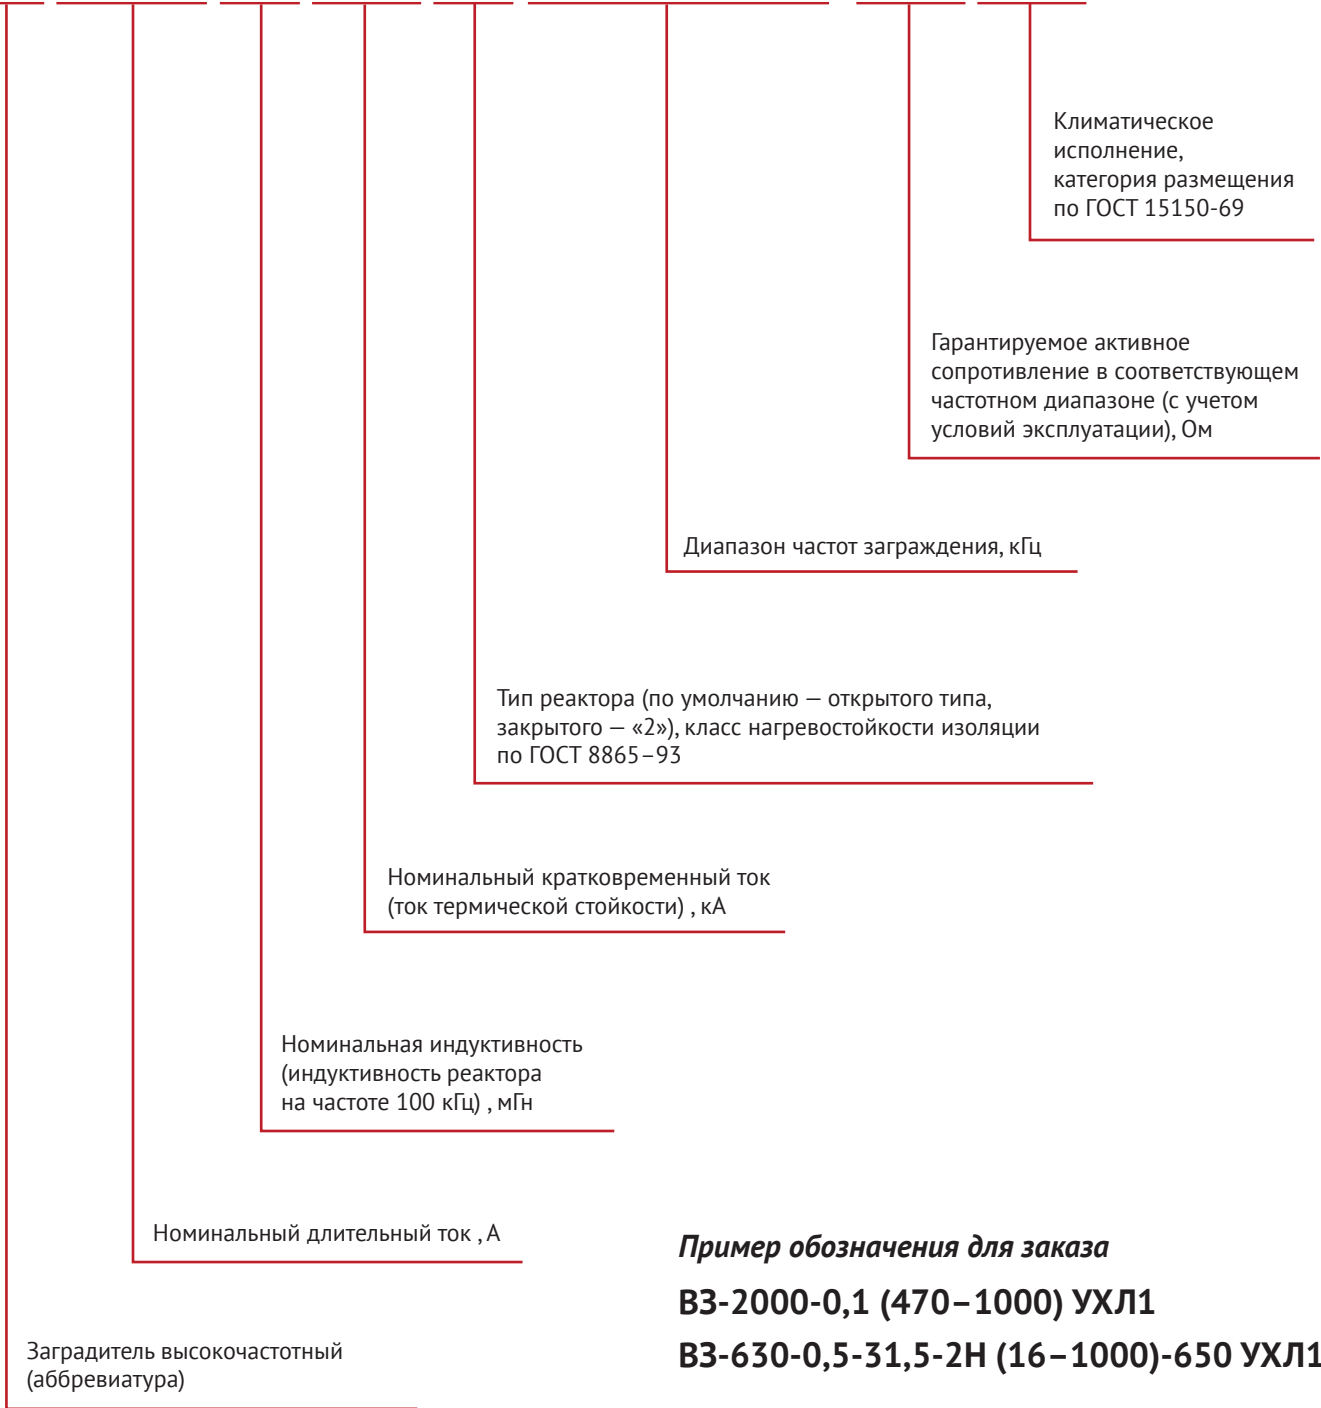 Климатическое
исполнение,
категория размещения
по ГОСТ 15150-69
Гарантируемое активное
сопротивление в соответствующем
частотном диапазоне (с учетом
условий эксплуатации), Ом
Диапазон частот заграждения, кГц
Тип реактора (по умолчанию — открытого типа,
закрытого — «2»), класс нагревостойкости изоляции
по ГОСТ 8865–93
Номинальный кратковременный ток
(ток термической стойкости) , кА
Номинальная индуктивность
(индуктивность реактора
на частоте 100 кГц) , мГн
Номинальный длительный ток , А
Пример обозначения для заказа
ВЗ-2000-0,1 (470–1000) УХЛ1
ВЗ-630-0,5-31,5-2Н (16–1000)-650 УХЛ1
Заградитель высокочастотный
(аббревиатура)